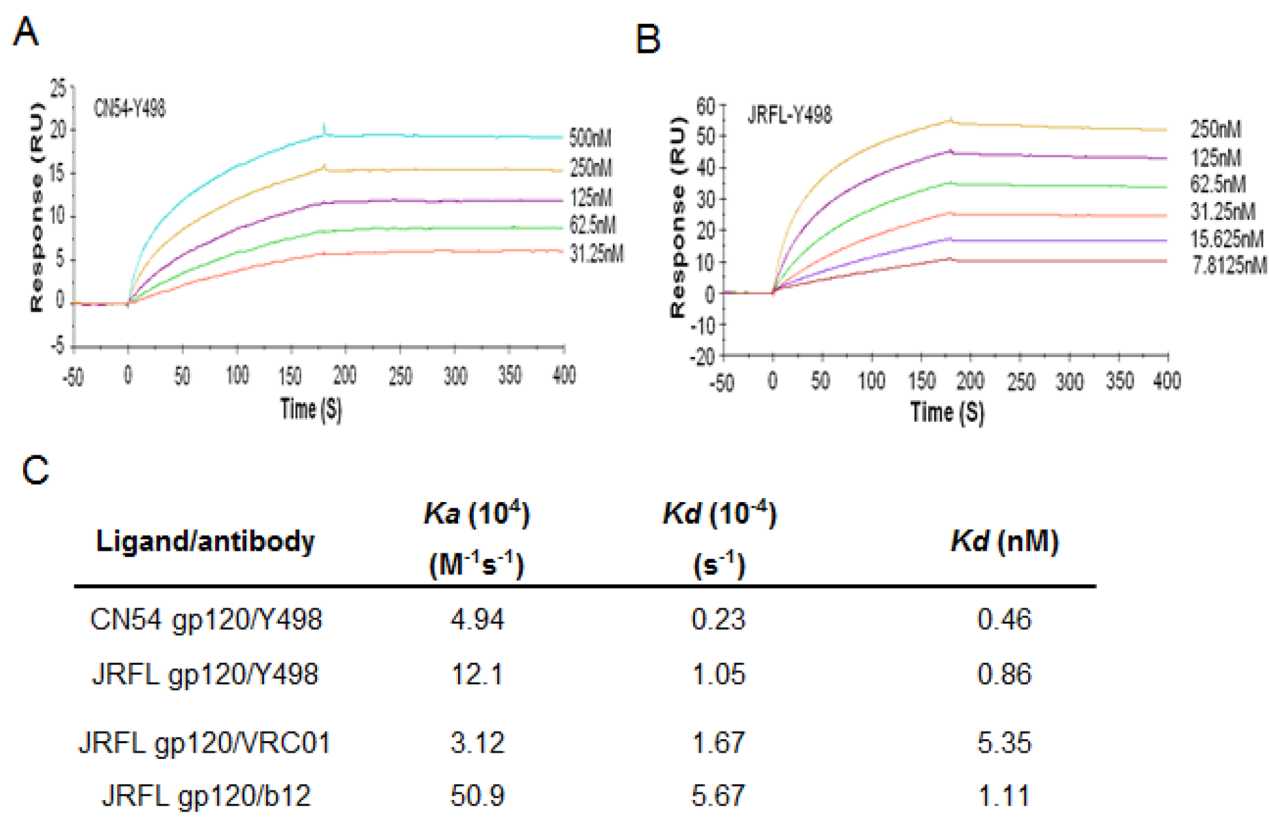 A
CN54-Y498
Response (RU)
25
20
15
10
5
0
-5
-50 0 50 100 150 200 250 300 350 400
Time (S)
500nM
250nM
125nM
62.5nM
31.25nM
B
JRFL-Y498
Response (RU)
60
50
40
30
20
10
0
-10
-20
-50 0 50 100 150 200 250 300 350 400
Time (S)
250nM
125nM
62.5nM
31.25nM
15.625nM
7.8125nM
C
Ligand/antibody Ka (10⁴) (M⁻¹s⁻¹) Kd (10⁻⁴) (s⁻¹) Kd (nM)
CN54 gp120/Y498 4.94 0.23 0.46
JRFL gp120/Y498 12.1 1.05 0.86
JRFL gp120/VRC01 3.12 1.67 5.35
JRFL gp120/b12 50.9 5.67 1.11